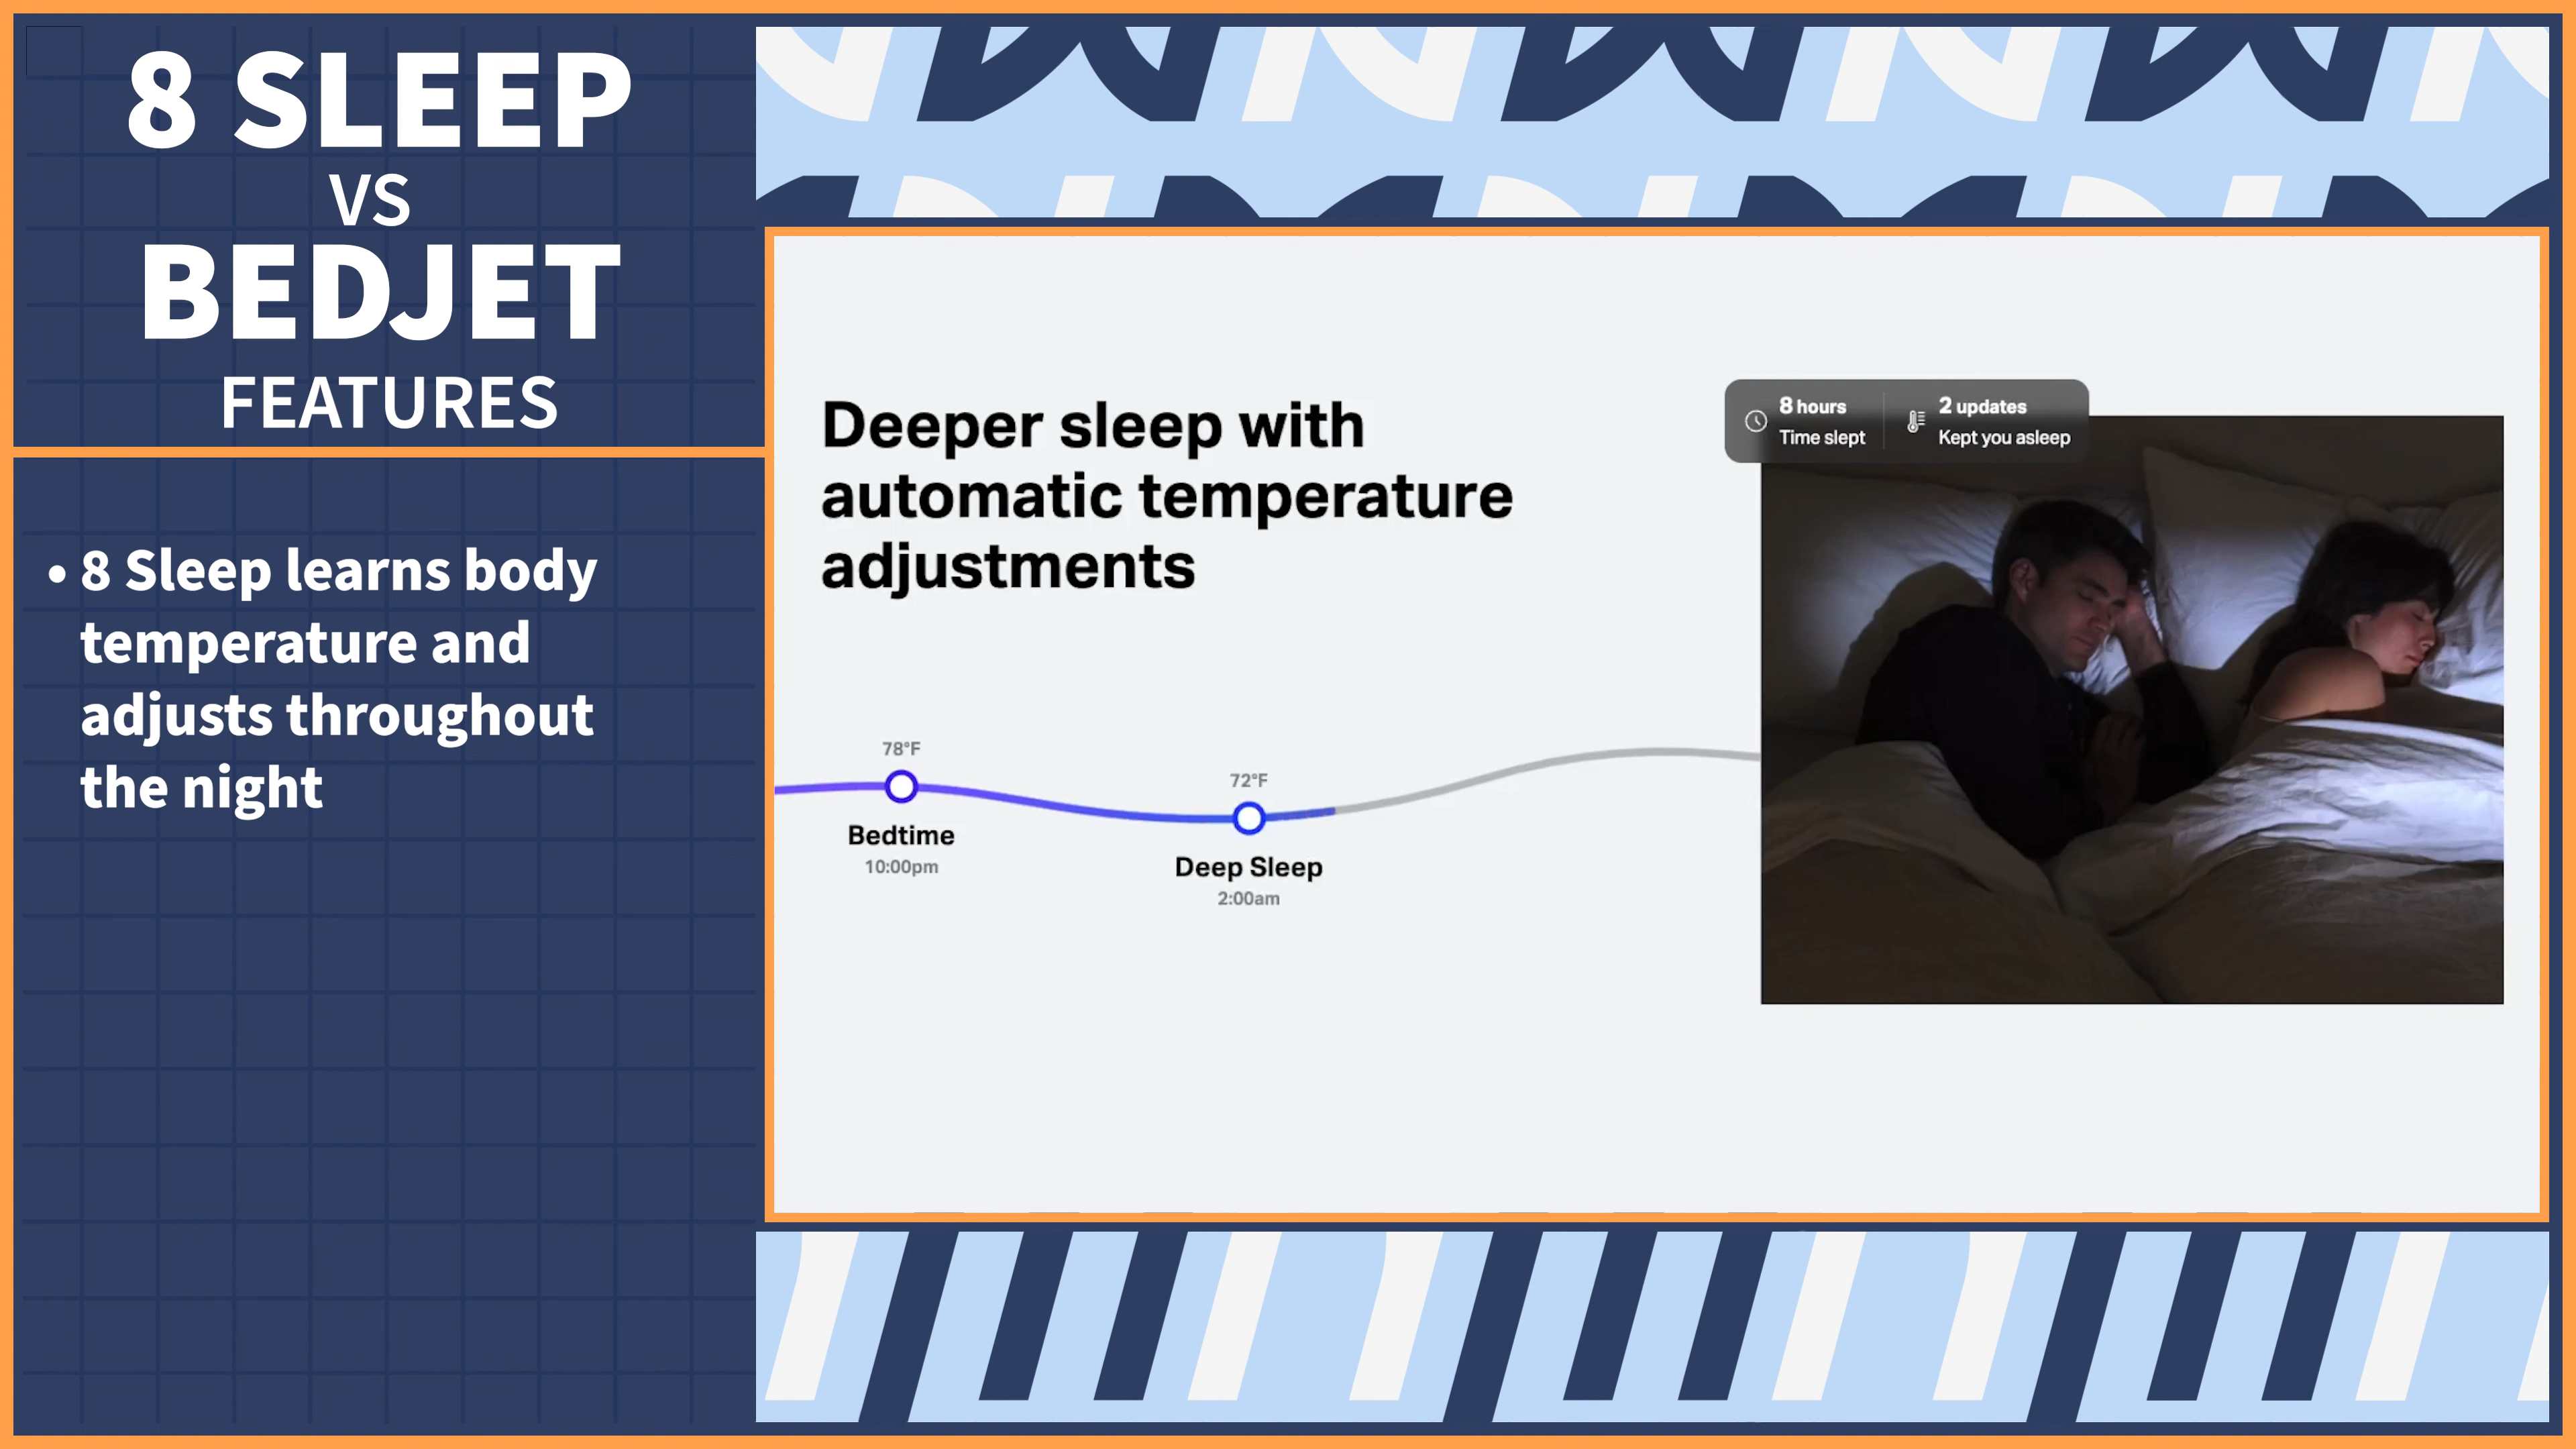 8 SLEEP
VS
BEDJET
FEATURES
• 8 Sleep learns body
temperature and
adjusts throughout
the night
Deeper sleep with
automatic temperature
adjustments
8 hours
Time slept
2 updates
Kept you asleep
78°F
Bedtime
10:00pm
72°F
Deep Sleep
2:00am